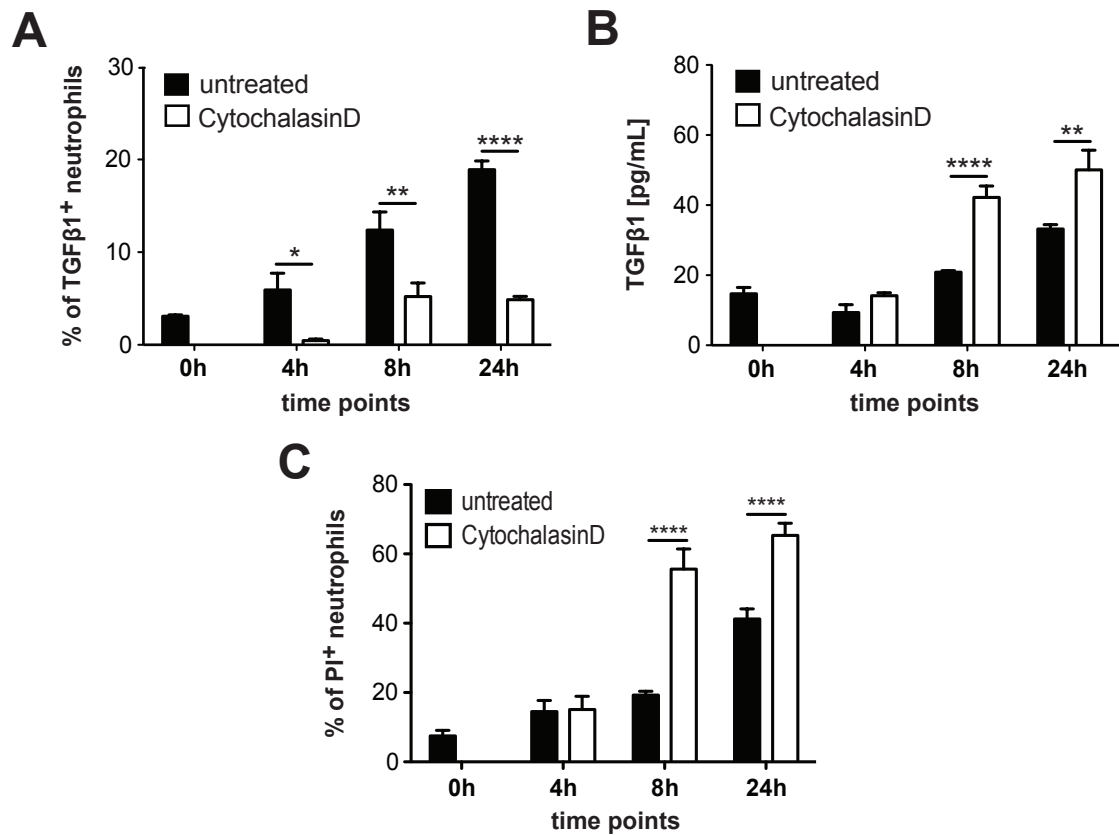 A
% of TGFβ1+ neutrophils
30
20
10
0
untreated
CytochalasinD
*
**
****
0h 4h 8h 24h
time points
B
TGFβ1 [pg/mL]
80
60
40
20
0
untreated
CytochalasinD
****
**
0h 4h 8h 24h
time points
C
% of PI+ neutrophils
80
60
40
20
0
untreated
CytochalasinD
****
****
0h 4h 8h 24h
time points